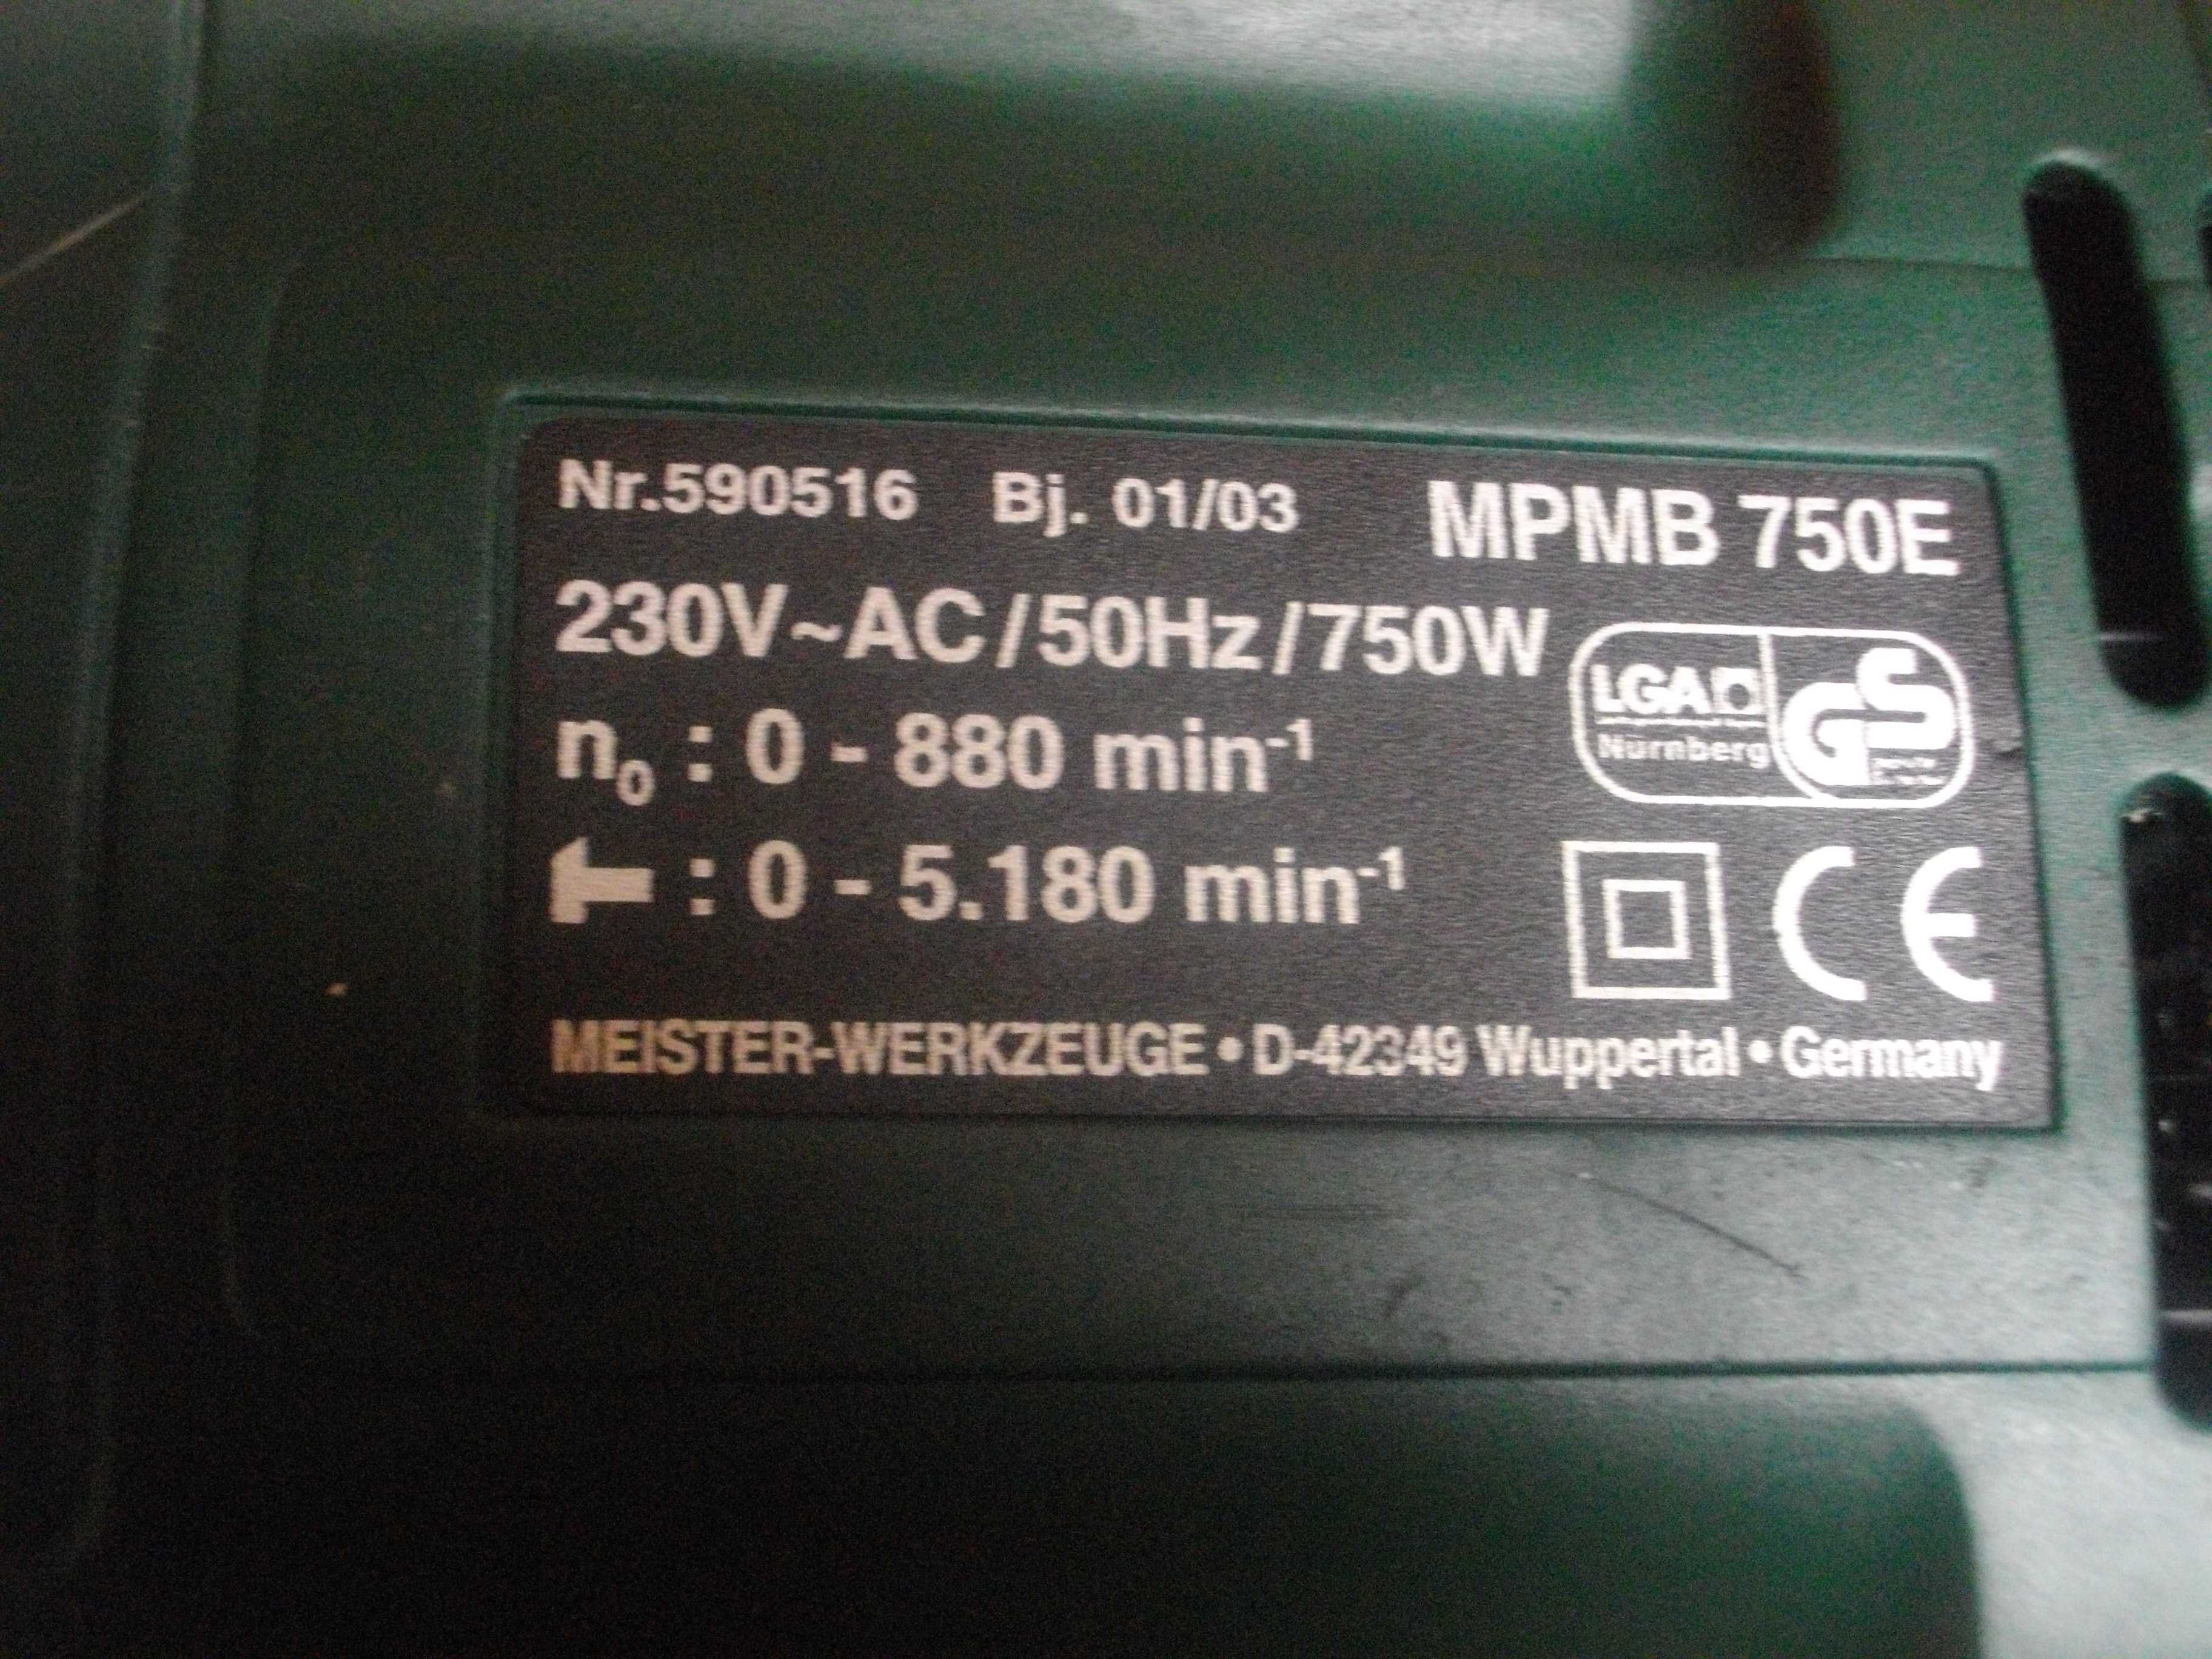 Nr.590516 Bj. 01/03 MPMB 750E
230V~AC/50Hz/750W
LGA
Nürnberg
GS
n₀ : 0 - 880 min⁻¹
: 0 - 5.180 min⁻¹
CE
MEISTER-WERKZEUGE • D-42349 Wuppertal • Germany